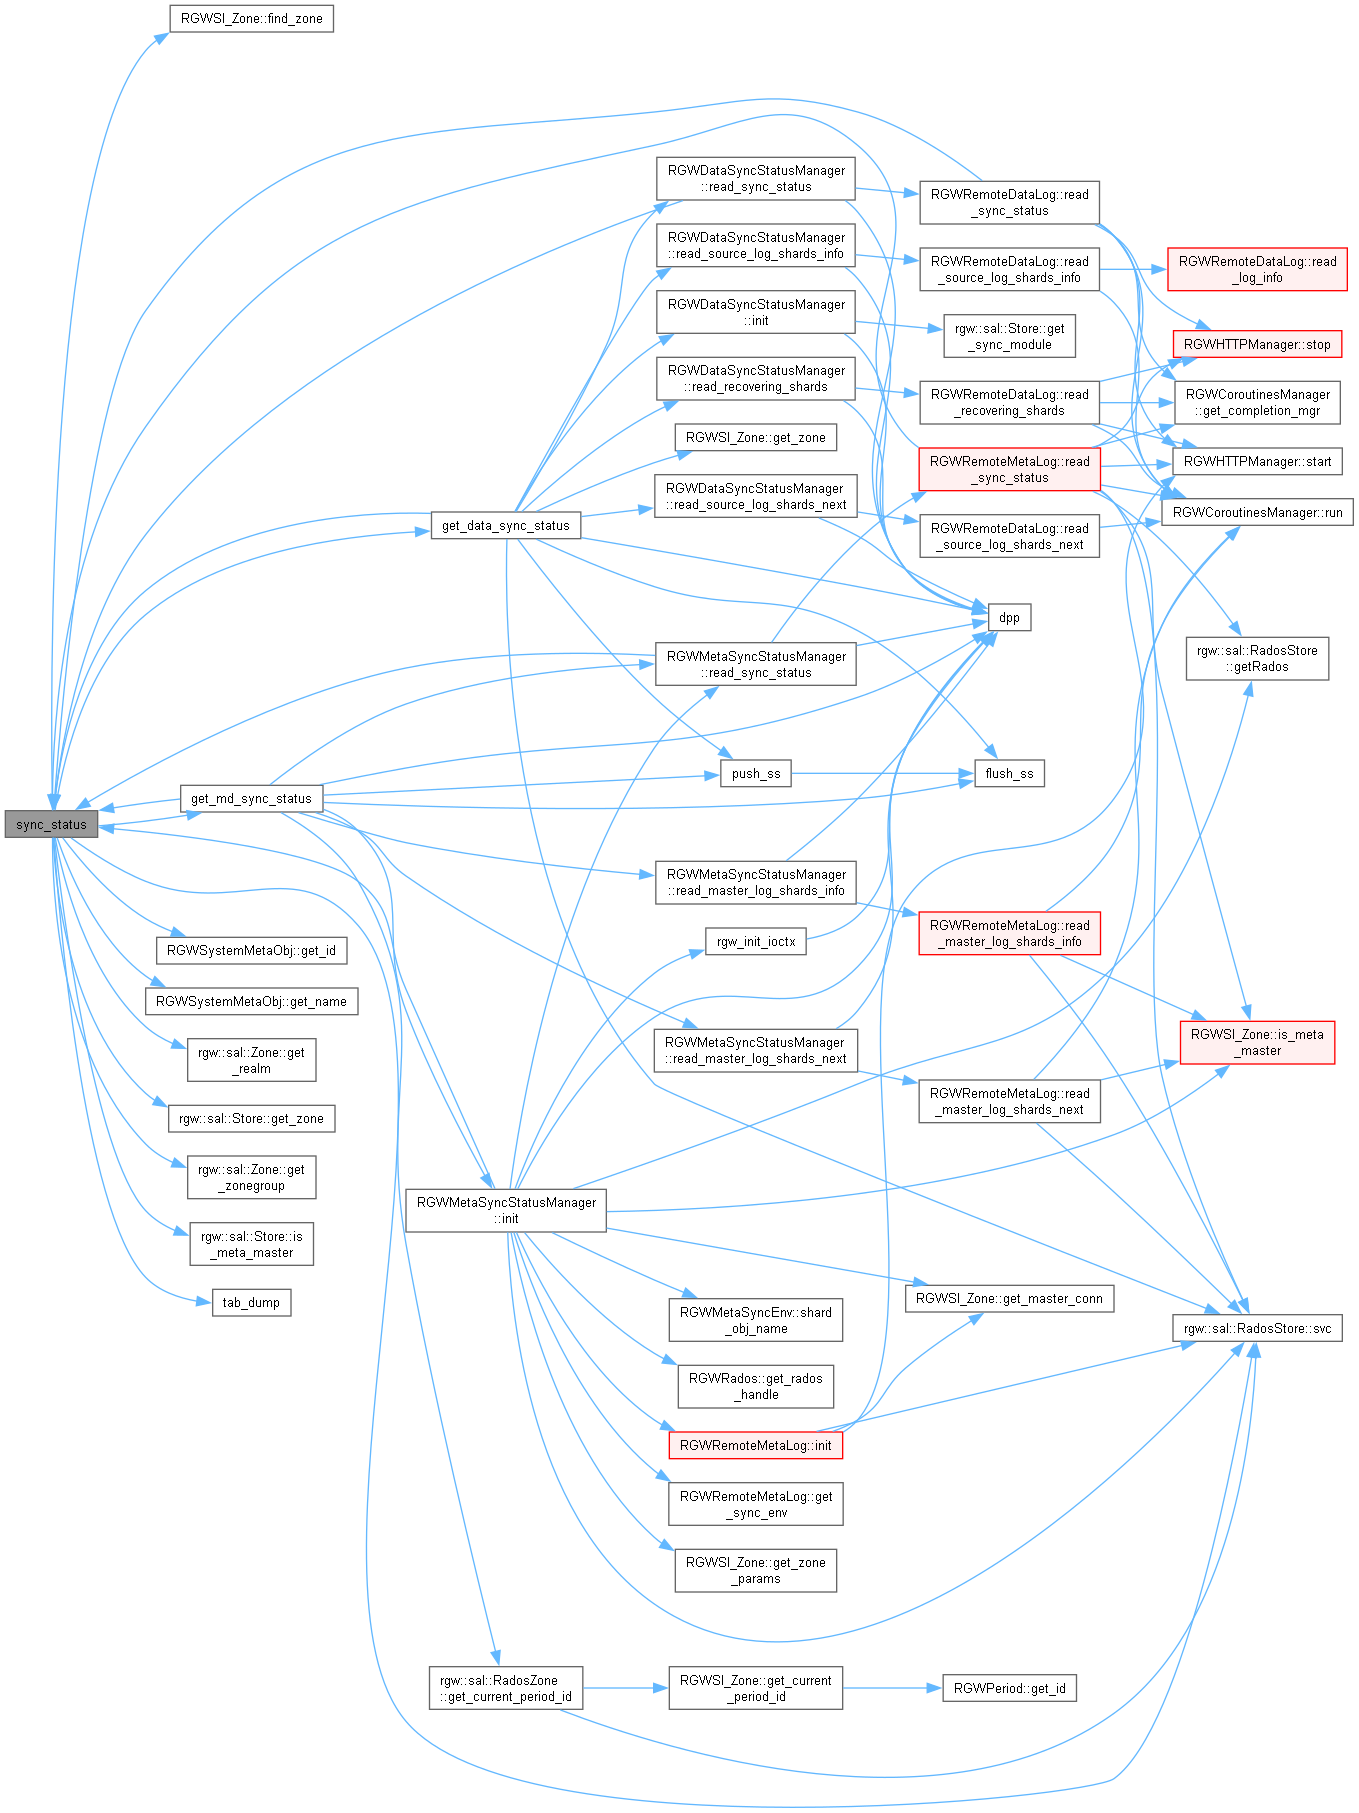 RGWSI_Zone::find_zone
RGWDataSyncStatusManager
::read_sync_status
RGWRemoteDataLog::read
_sync_status
RGWDataSyncStatusManager
::read_source_log_shards_info
RGWRemoteDataLog::read
_source_log_shards_info
RGWRemoteDataLog::read
_log_info
RGWDataSyncStatusManager
::init
rgw::sal::Store::get
_sync_module
RGWHTTPManager::stop
RGWDataSyncStatusManager
::read_recovering_shards
RGWRemoteDataLog::read
_recovering_shards
RGWCoroutinesManager
::get_completion_mgr
RGWSI_Zone::get_zone
RGWRemoteMetaLog::read
_sync_status
RGWHTTPManager::start
RGWDataSyncStatusManager
::read_source_log_shards_next
get_data_sync_status
RGWRemoteDataLog::read
_source_log_shards_next
RGWCoroutinesManager::run
dpp
RGWMetaSyncStatusManager
::read_sync_status
rgw::sal::RadosStore
::getRados
push_ss
flush_ss
get_md_sync_status
sync_status
RGWMetaSyncStatusManager
::read_master_log_shards_info
rgw_init_ioctx
RGWRemoteMetaLog::read
_master_log_shards_info
RGWSystemMetaObj::get_id
RGWSystemMetaObj::get_name
rgw::sal::Zone::get
_realm
RGWMetaSyncStatusManager
::read_master_log_shards_next
RGWSI_Zone::is_meta
_master
rgw::sal::Store::get_zone
RGWRemoteMetaLog::read
_master_log_shards_next
rgw::sal::Zone::get
_zonegroup
RGWMetaSyncStatusManager
::init
rgw::sal::Store::is
_meta_master
tab_dump
RGWSI_Zone::get_master_conn
RGWMetaSyncEnv::shard
_obj_name
rgw::sal::RadosStore::svc
RGWRados::get_rados
_handle
RGWRemoteMetaLog::init
RGWRemoteMetaLog::get
_sync_env
RGWSI_Zone::get_zone
_params
rgw::sal::RadosZone
::get_current_period_id
RGWSI_Zone::get_current
_period_id
RGWPeriod::get_id